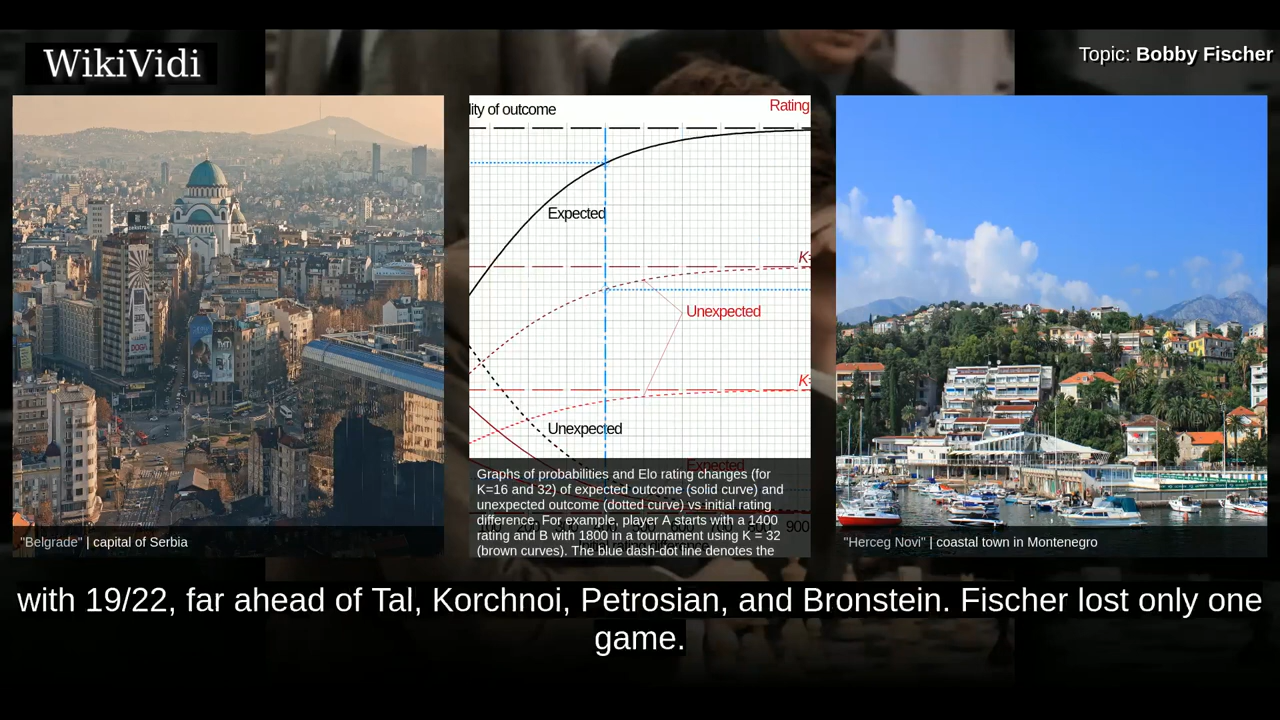 WikiVidi
Topic: Bobby Fischer
lity of outcome
Rating
Expected
K=
Unexpected
K=
Unexpected
Expected
Graphs of probabilities and Elo rating changes (for
K=16 and 32) of expected outcome (solid curve) and
unexpected outcome (dotted curve) vs initial rating
difference. For example, player A starts with a 1400
rating and B with 1800 in a tournament using K = 32
(brown curves). The blue dash-dot line denotes the
900
"Belgrade" | capital of Serbia
"Herceg Novi" | coastal town in Montenegro
with 19/22, far ahead of Tal, Korchnoi, Petrosian, and Bronstein. Fischer lost only one
game.